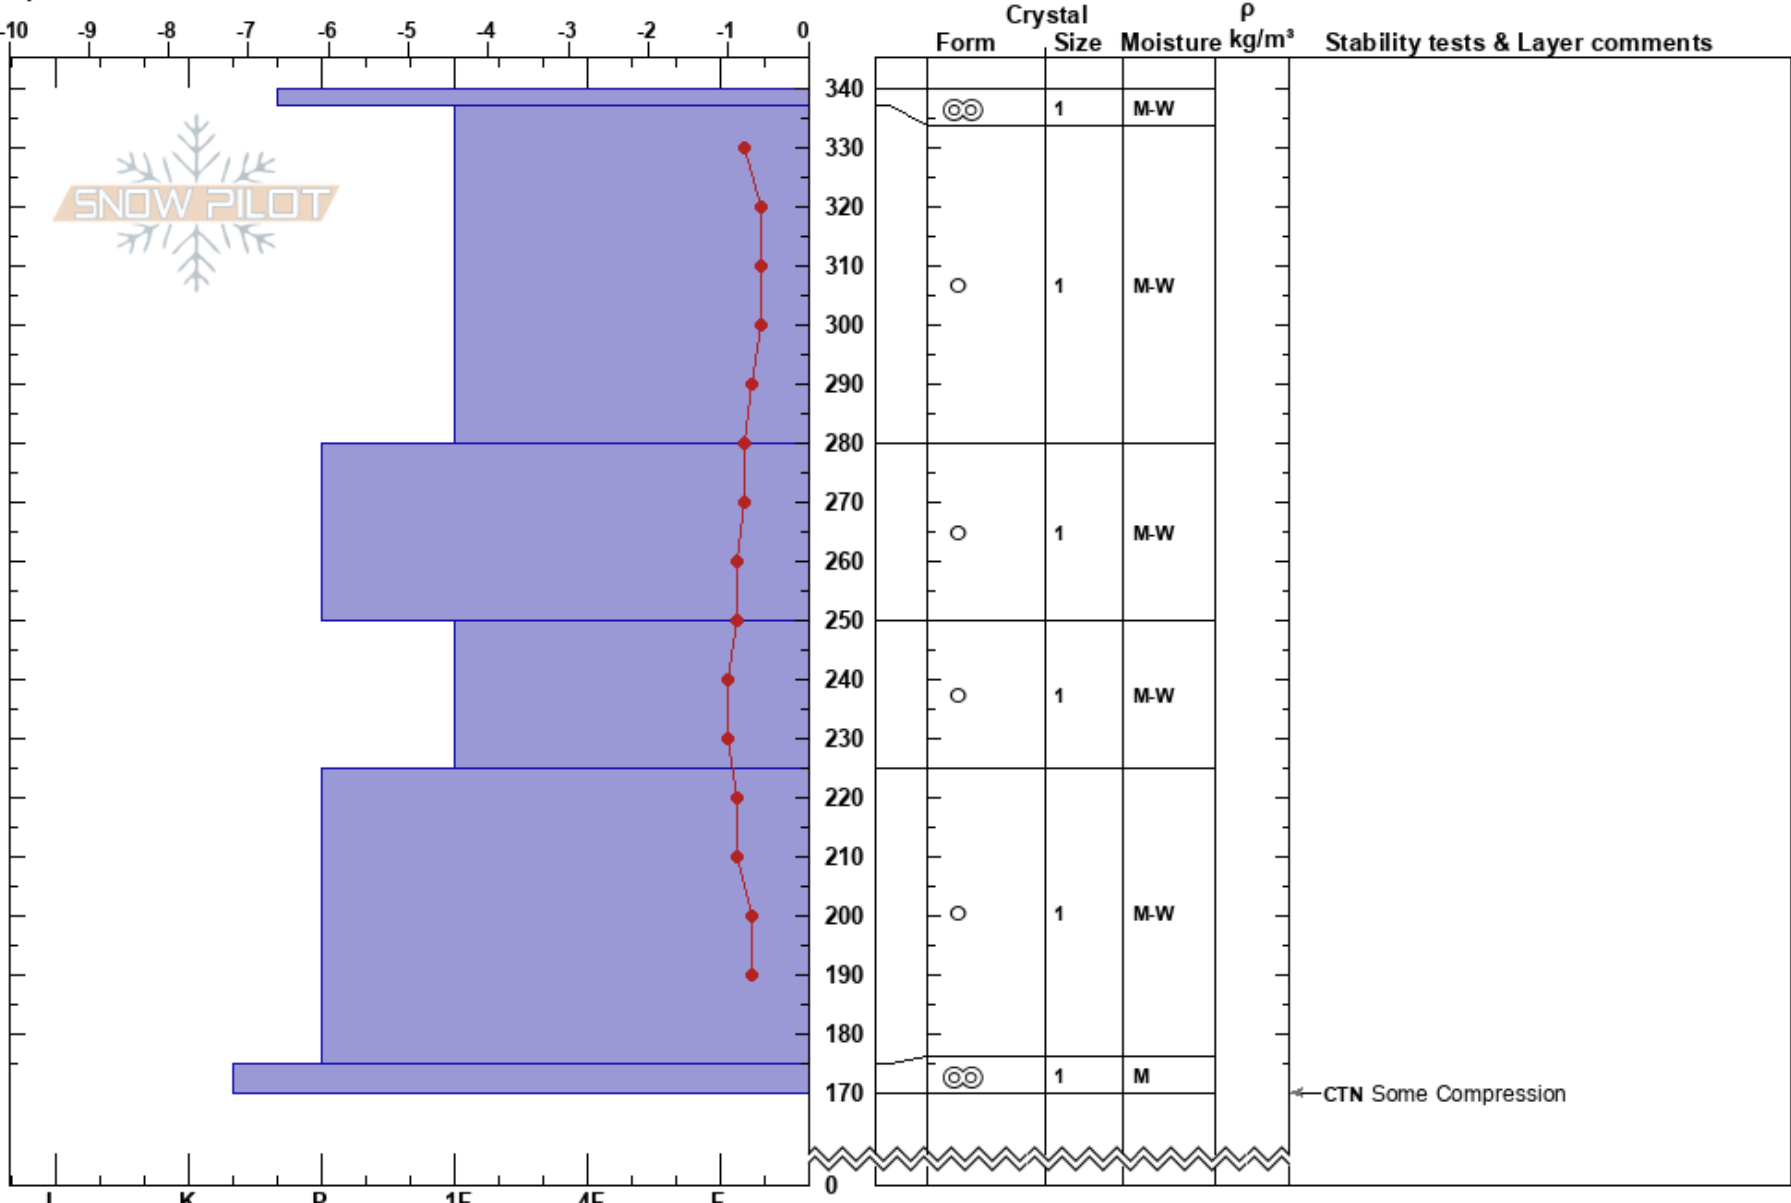 Crystal ρ
-10 -9 -8 -7 -6 -5 -4 -3 -2 -1 0
Form Size Moisture kg/m³ Stability tests & Layer comments
340
1 M-W
330
SNOW PILOT
320
310
1 M-W
300
290
280
270
1 M-W
260
250
240
1 M-W
230
220
210
200
1 M-W
190
180
1 M
170
CTN Some Compression
0
I K P 1F 4F F